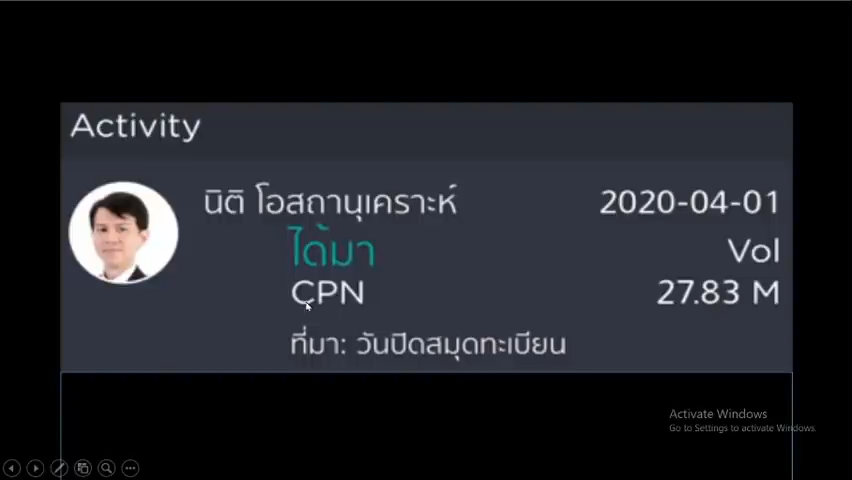 Activity
นิติ โอสถานุเคราะห์ 2020-04-01
ได้มา Vol
CPN 27.83 M
ที่มา: วันปิดสมุดทะเบียน
Activate Windows
Go to Settings to activate Windows.